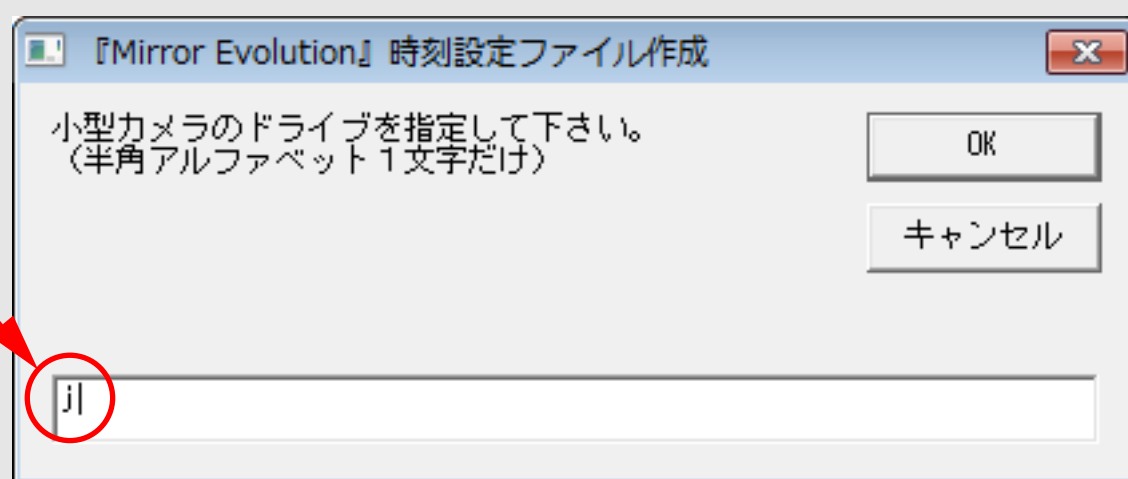 『Mirror Evolution』時刻設定ファイル作成
小型カメラのドライブを指定して下さい。
（半角アルファベット１文字だけ）
OK
キャンセル
j